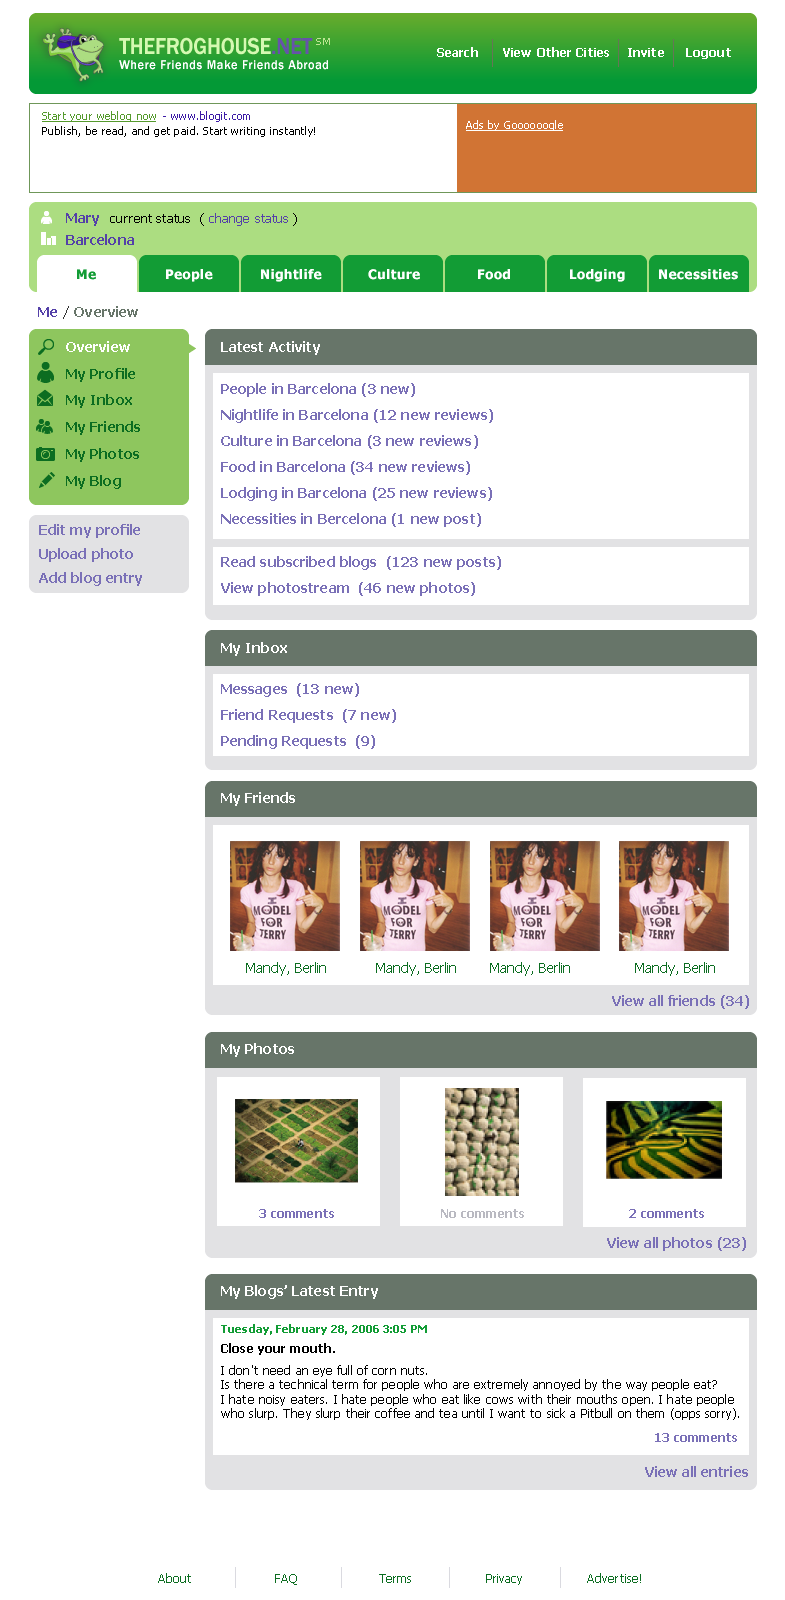 THEFROGHOUSE.NET SM
Where Friends Make Friends Abroad
Search View Other Cities Invite Logout
Start your weblog now - www.blogit.com
Publish, be read, and get paid. Start writing instantly!
Ads by Goooooogle
Mary current status ( change status )
Barcelona
Me People Nightlife Culture Food Lodging Necessities
Me / Overview
Overview
My Profile
My Inbox
My Friends
My Photos
My Blog
Edit my profile
Upload photo
Add blog entry
Latest Activity
People in Barcelona (3 new)
Nightlife in Barcelona (12 new reviews)
Culture in Barcelona (3 new reviews)
Food in Barcelona (34 new reviews)
Lodging in Barcelona (25 new reviews)
Necessities in Bercelona (1 new post)
Read subscribed blogs (123 new posts)
View photostream (46 new photos)
My Inbox
Messages (13 new)
Friend Requests (7 new)
Pending Requests (9)
My Friends
I MODEL FOR TERRY
I MODEL FOR TERRY
I MODEL FOR TERRY
I MODEL FOR TERRY
Mandy, Berlin Mandy, Berlin Mandy, Berlin Mandy, Berlin
View all friends (34)
My Photos
3 comments No comments 2 comments
View all photos (23)
My Blogs' Latest Entry
Tuesday, February 28, 2006 3:05 PM
Close your mouth.
I don't need an eye full of corn nuts.
Is there a technical term for people who are extremely annoyed by the way people eat?
I hate noisy eaters. I hate people who eat like cows with their mouths open. I hate people
who slurp. They slurp their coffee and tea until I want to sick a Pitbull on them (opps sorry).
13 comments
View all entries
About FAQ Terms Privacy Advertise!